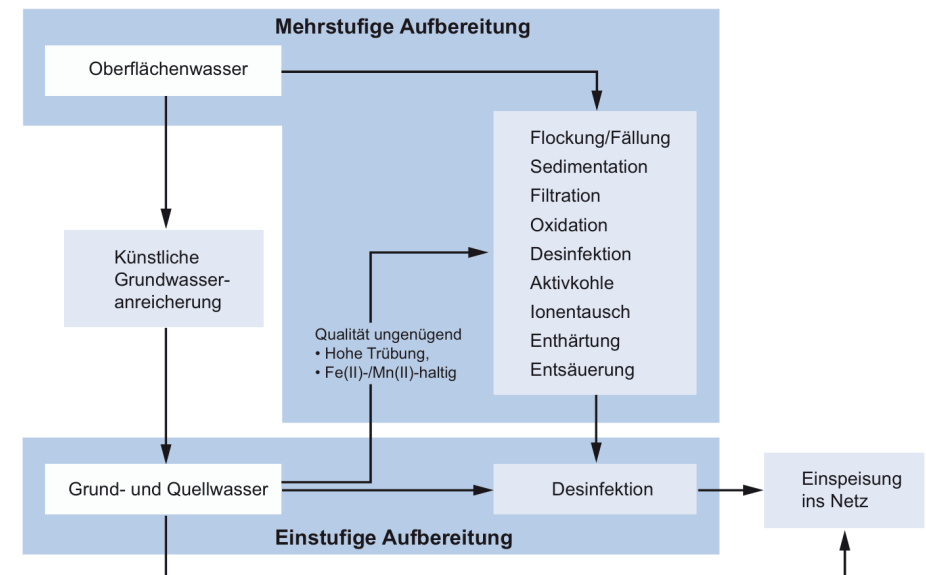 Mehrstufige Aufbereitung
Oberflächenwasser
Flockung/Fällung
Sedimentation
Filtration
Oxidation
Desinfektion
Aktivkohle
Ionentausch
Enthärtung
Entsäuerung
Künstliche
Grundwasser-
anreicherung
Qualität ungenügend
• Hohe Trübung,
• Fe(II)-/Mn(II)-haltig
Grund- und Quellwasser
Desinfektion
Einspeisung
ins Netz
Einstufige Aufbereitung